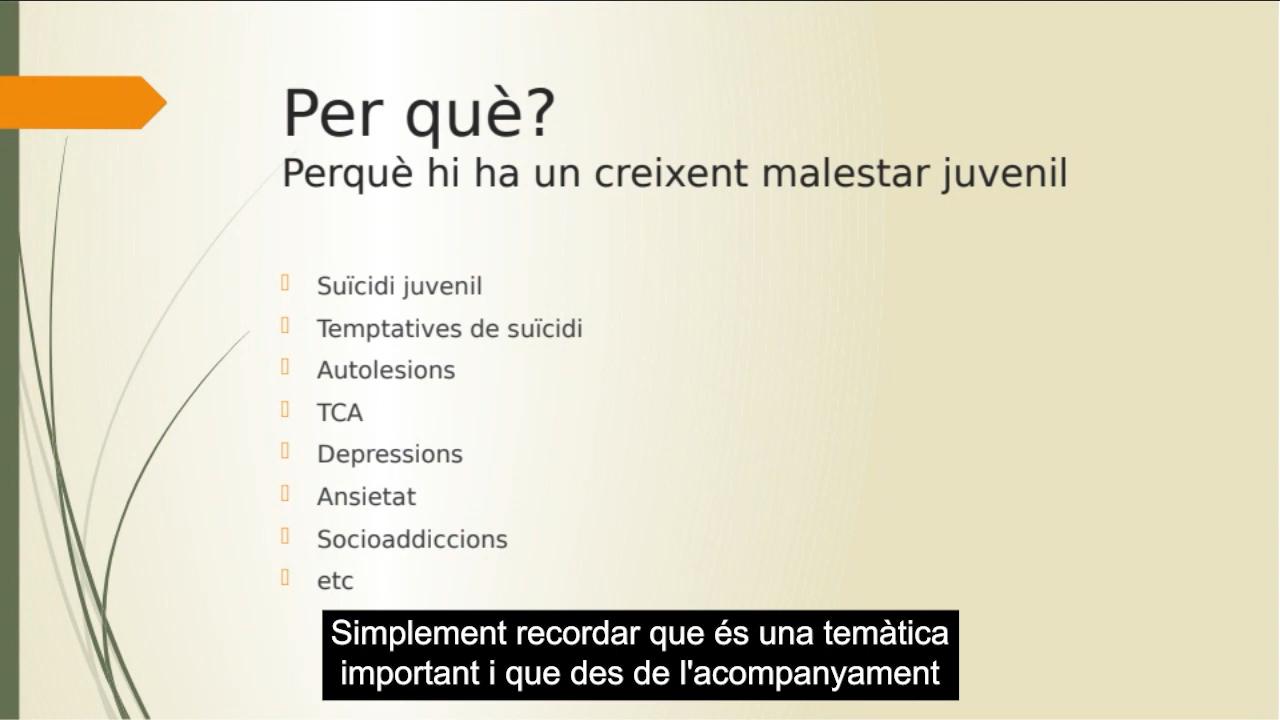 Per què?
Perquè hi ha un creixent malestar juvenil
Suïcidi juvenil
Temptatives de suïcidi
Autolesions
TCA
Depressions
Ansietat
Socioaddiccions
etc
Simplement recordar que és una temàtica
important i que des de l'acompanyament